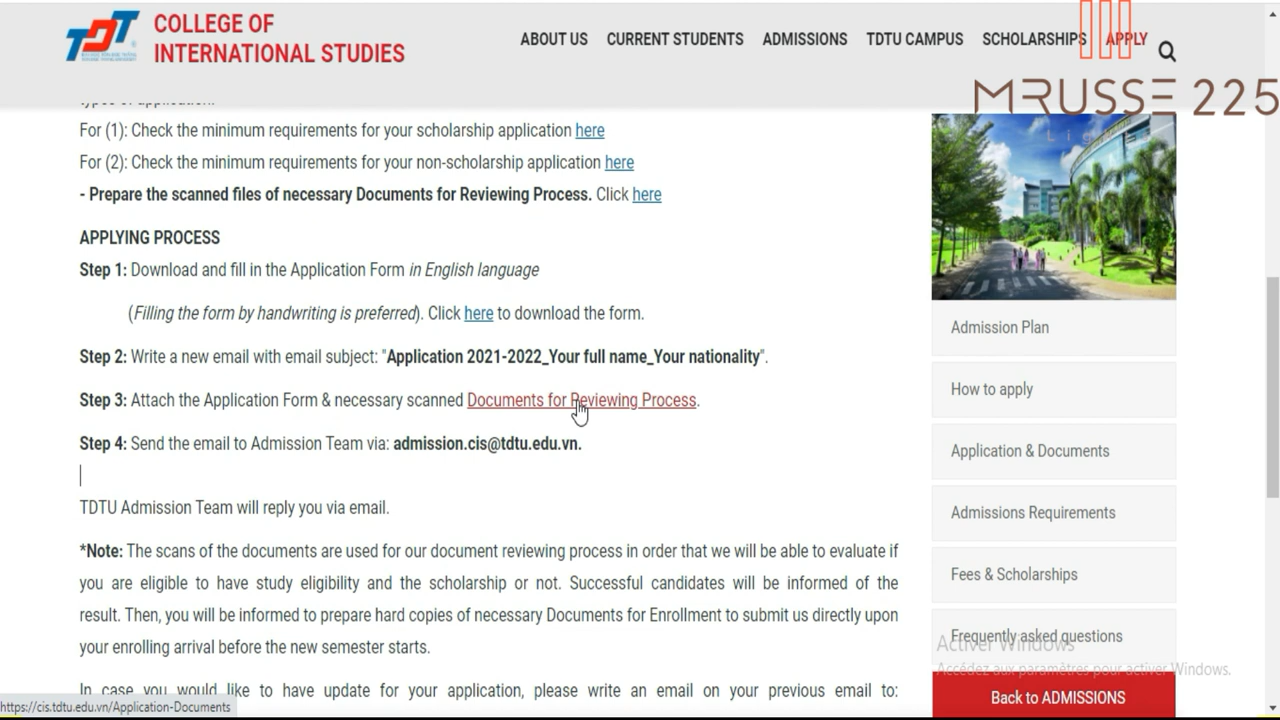 TDT
COLLEGE OF
INTERNATIONAL STUDIES
ABOUT US
CURRENT STUDENTS
ADMISSIONS
TDTU CAMPUS
SCHOLARSHIPS
APPLY
MRUSSE 225
types of application:
For (1): Check the minimum requirements for your scholarship application here
For (2): Check the minimum requirements for your non-scholarship application here
- Prepare the scanned files of necessary Documents for Reviewing Process. Click here
APPLYING PROCESS
Step 1: Download and fill in the Application Form in English language
(Filling the form by handwriting is preferred). Click here to download the form.
Step 2: Write a new email with email subject: "Application 2021-2022_Your full name_Your nationality".
Step 3: Attach the Application Form & necessary scanned Documents for Reviewing Process.
Step 4: Send the email to Admission Team via: admission.cis@tdtu.edu.vn.
TDTU Admission Team will reply you via email.
*Note: The scans of the documents are used for our document reviewing process in order that we will be able to evaluate if
you are eligible to have study eligibility and the scholarship or not. Successful candidates will be informed of the
result. Then, you will be informed to prepare hard copies of necessary Documents for Enrollment to submit us directly upon
your enrolling arrival before the new semester starts.
In case you would like to have update for your application, please write an email on your previous email to:
Admission Plan
How to apply
Application & Documents
Admissions Requirements
Fees & Scholarships
Frequently asked questions
Back to ADMISSIONS
Activer Windows
Accédez aux paramètres pour activer Windows.
https://cis.tdtu.edu.vn/Application-Documents